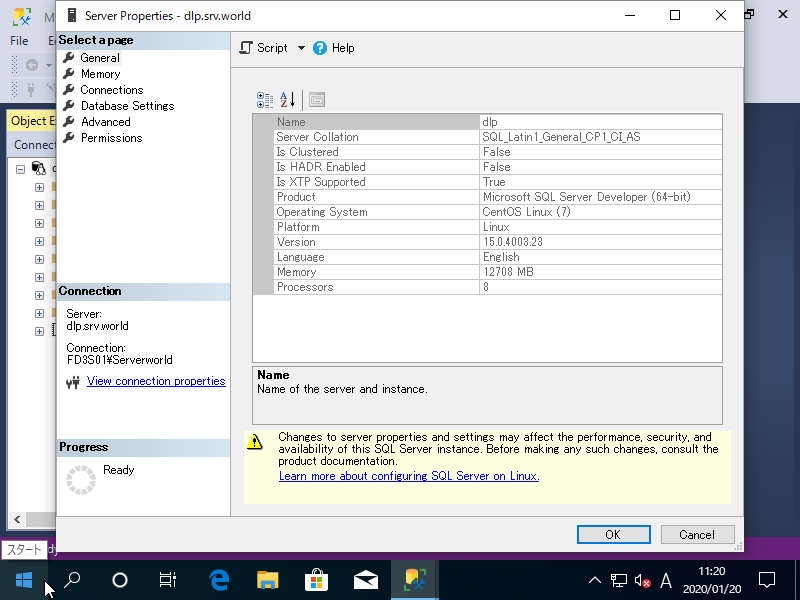 Server Properties - dlp.srv.world
File
Select a page
General
Memory
Connections
Database Settings
Advanced
Permissions
Script
Help
Object E
Connect
Name dlp
Server Collation SQL_Latin1_General_CP1_CI_AS
Is Clustered False
Is HADR Enabled False
Is XTP Supported True
Product Microsoft SQL Server Developer (64-bit)
Operating System CentOS Linux (7)
Platform Linux
Version 15.0.4003.23
Language English
Memory 12708 MB
Processors 8
Connection
Server:
dlp.srv.world
Connection:
FD3S01¥Serverworld
View connection properties
Name
Name of the server and instance.
Progress
Ready
Changes to server properties and settings may affect the performance, security, and
availability of this SQL Server instance. Before making any such changes, consult the
product documentation.
Learn more about configuring SQL Server on Linux.
OK
Cancel
スタート
A
11:20
2020/01/20